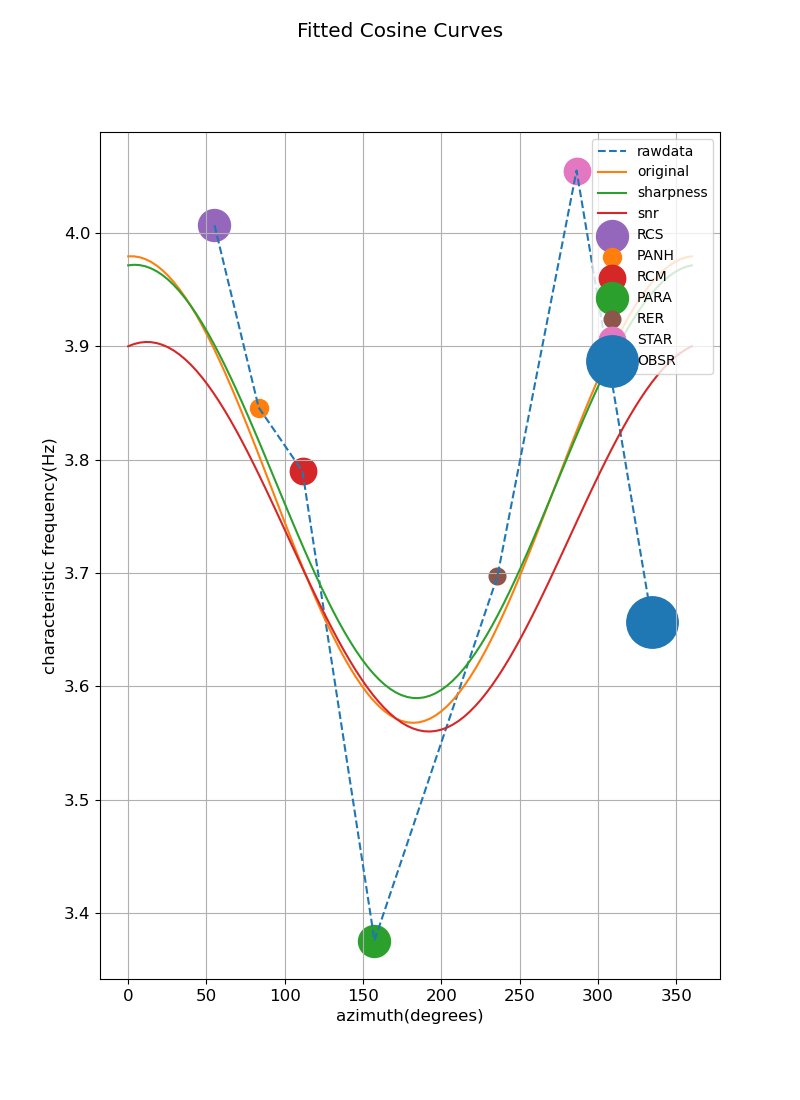 Fitted Cosine Curves
rawdata
original
sharpness
snr
RCS
PANH
RCM
PARA
RER
STAR
OBSR
4.0
3.9
3.8
3.7
3.6
3.5
3.4
characteristic frequency(Hz)
0 50 100 150 200 250 300 350
azimuth(degrees)